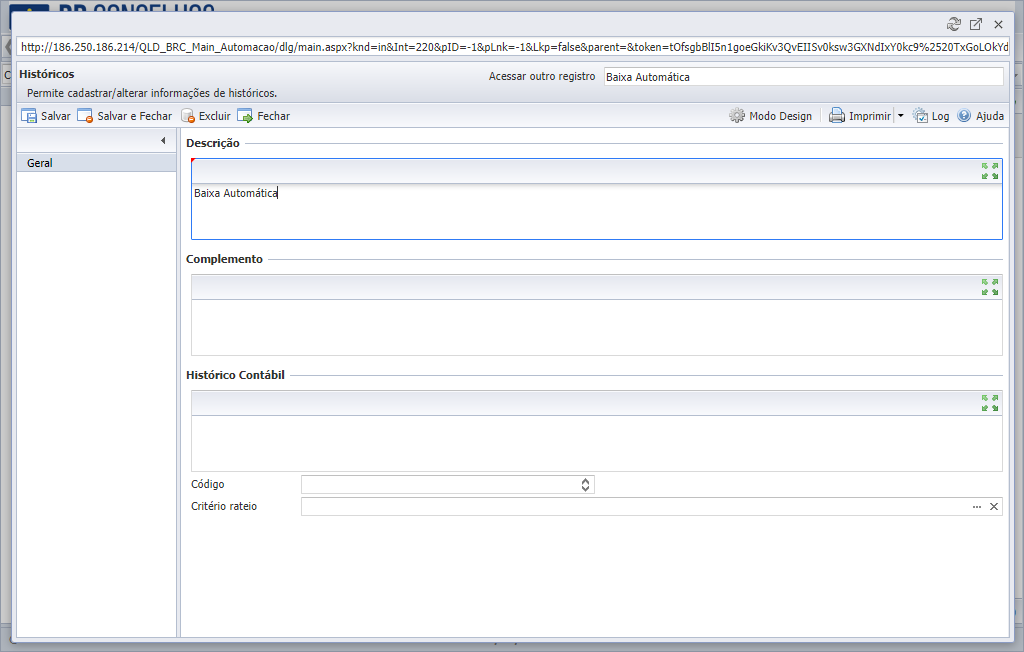 http://186.250.186.214/QLD_BRC_Main_Automacao/dlg/main.aspx?knd=in&Int=220&pID=-1&pLnk=-1&Lkp=false&parent=&token=tOfsgbBlI5n1goeGkiKv3QvEIISv0ksw3GXNdIxY0kc9%2520TxGoLOkYd
Históricos
Acessar outro registro Baixa Automática
Permite cadastrar/alterar informações de históricos.
Salvar Salvar e Fechar Excluir Fechar Modo Design Imprimir Log Ajuda
Geral
Descrição
Baixa Automática
Complemento
Histórico Contábil
Código
Critério rateio